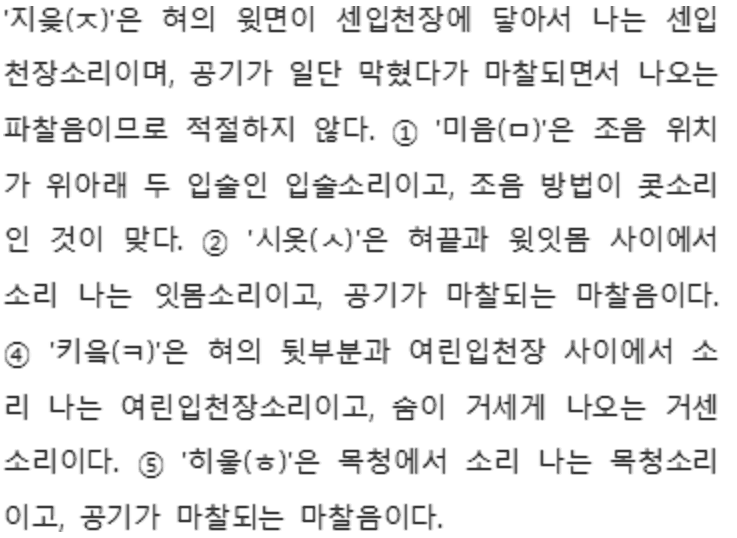 '지읒(ㅈ)'은 혀의 윗면이 센입천장에 닿아서 나는 센입
천장소리이며, 공기가 일단 막혔다가 마찰되면서 나오는
파찰음이므로 적절하지 않다. ① '미음(ㅁ)'은 조음 위치
가 위아래 두 입술인 입술소리이고, 조음 방법이 콧소리
인 것이 맞다. ② '시옷(ㅅ)'은 혀끝과 윗잇몸 사이에서
소리 나는 잇몸소리이고, 공기가 마찰되는 마찰음이다.
④ '키읔(ㅋ)'은 혀의 뒷부분과 여린입천장 사이에서 소
리 나는 여린입천장소리이고, 숨이 거세게 나오는 거센
소리이다. ⑤ '히읗(ㅎ)'은 목청에서 소리 나는 목청소리
이고, 공기가 마찰되는 마찰음이다.